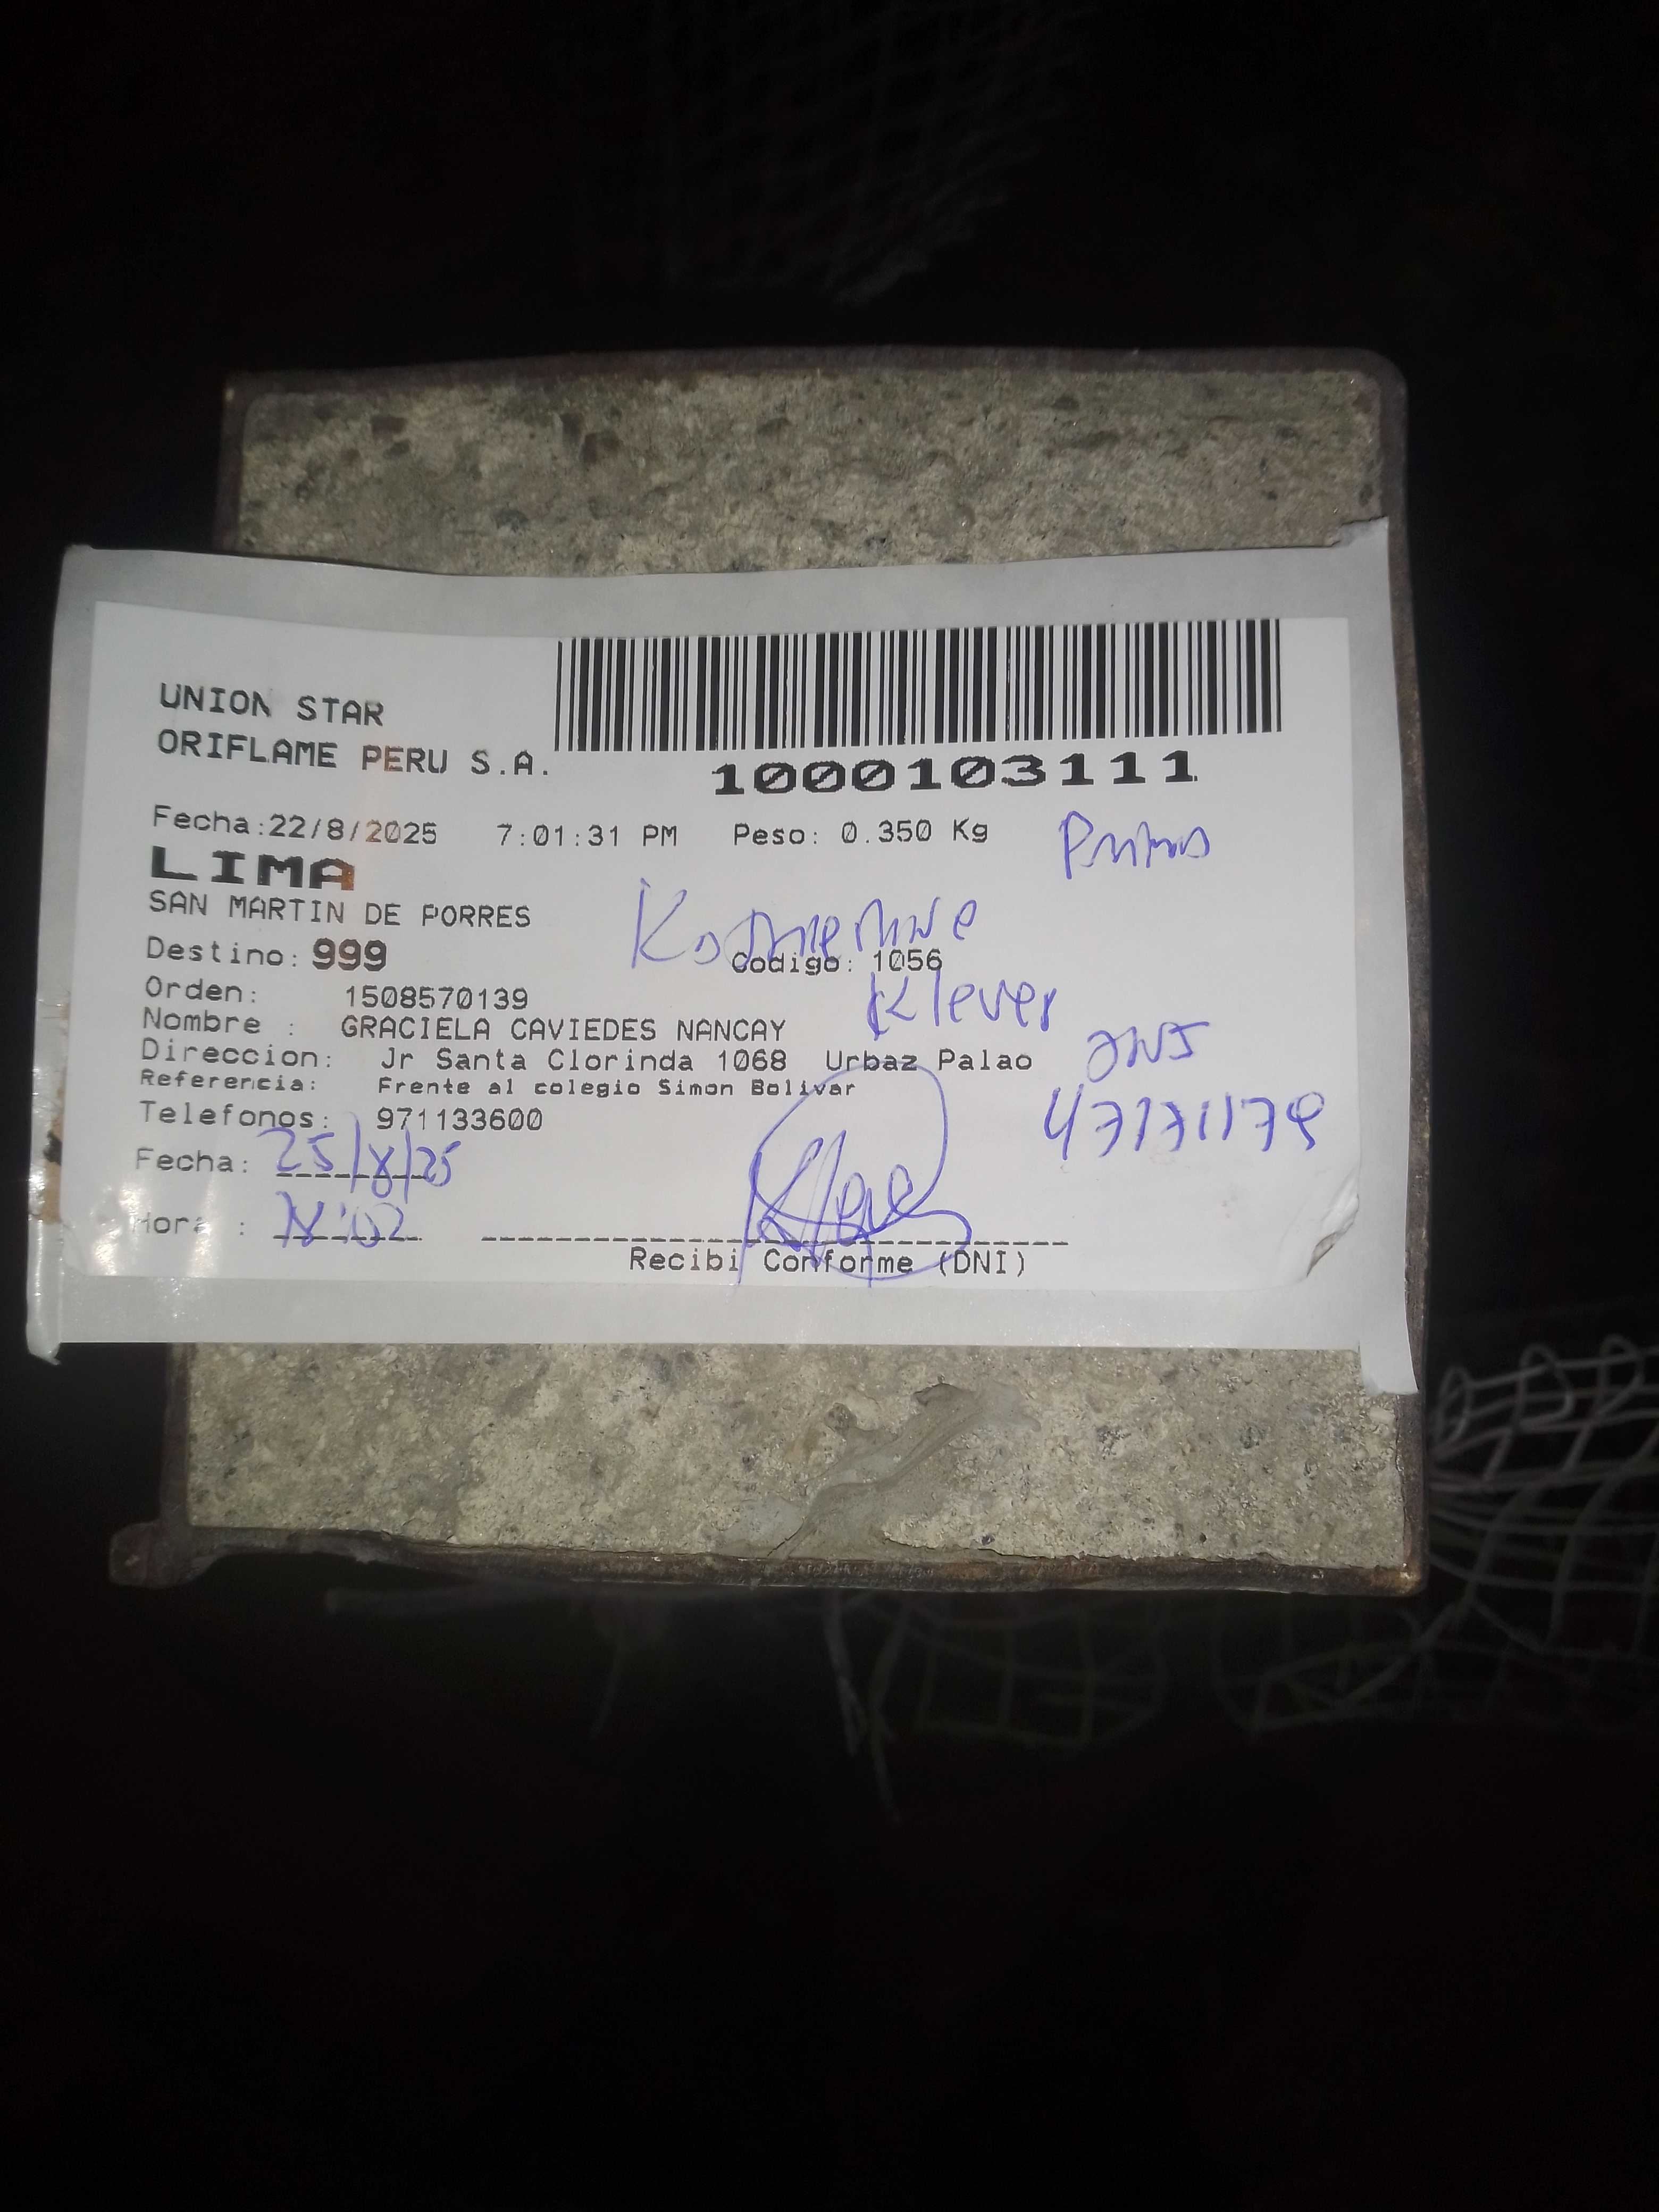 UNION STAR
ORIFLAME PERU S.A.
1000103111
Fecha:22/8/2025 7:01:31 PM Peso: 0.350 Kg
LIMA
SAN MARTIN DE PORRES
Destino: 999 Codigo: 1056
Klever
Orden: 1508570139
Nombre : GRACIELA CAVIEDES NANCAY
Direccion: Jr Santa Clorinda 1068 Urbaz Palao
Referencia: Frente al colegio Simon Bolivar
Telefonos: 971133600
Fecha: 25/8/25
Hora :
Recibi Conforme (DNI)